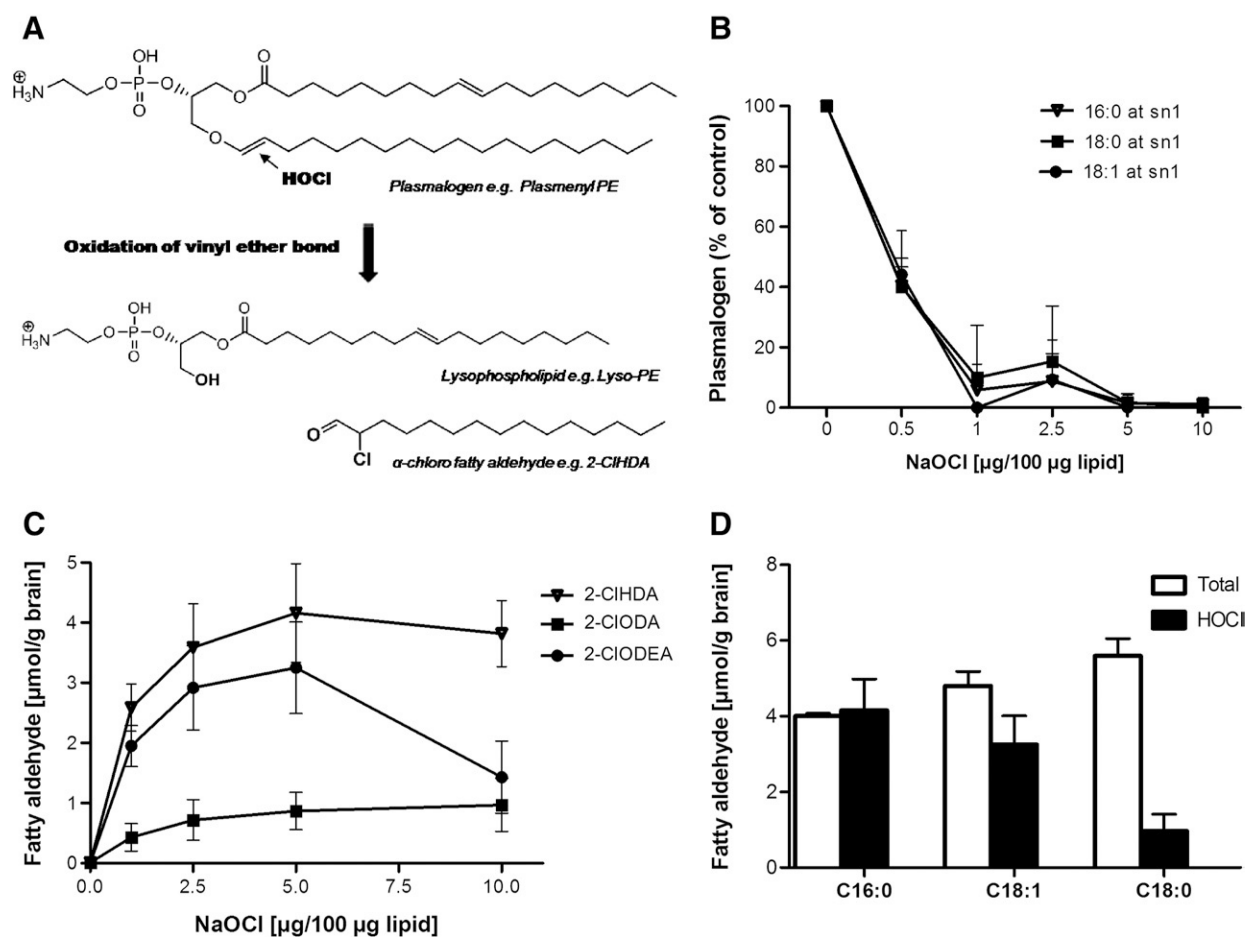 A
OH
O
⊕
H₃N
O
P
O
O
O
O
HOCl
Plasmalogen e.g. Plasmenyl PE
Oxidation of vinyl ether bond
OH
O
⊕
H₃N
O
P
O
O
O
OH
Lysophospholipid e.g. Lyso-PE
O
Cl
α-chloro fatty aldehyde e.g. 2-ClHDA
B
Plasmalogen (% of control)
100
80
60
40
20
0
0 0.5 1 2.5 5 10
NaOCl [µg/100 µg lipid]
16:0 at sn1
18:0 at sn1
18:1 at sn1
C
Fatty aldehyde [µmol/g brain]
5
4
3
2
1
0
0.0 2.5 5.0 7.5 10.0
NaOCl [µg/100 µg lipid]
2-ClHDA
2-ClODA
2-ClODEA
D
Fatty aldehyde [µmol/g brain]
8
6
4
2
0
C16:0 C18:1 C18:0
Total
HOCl